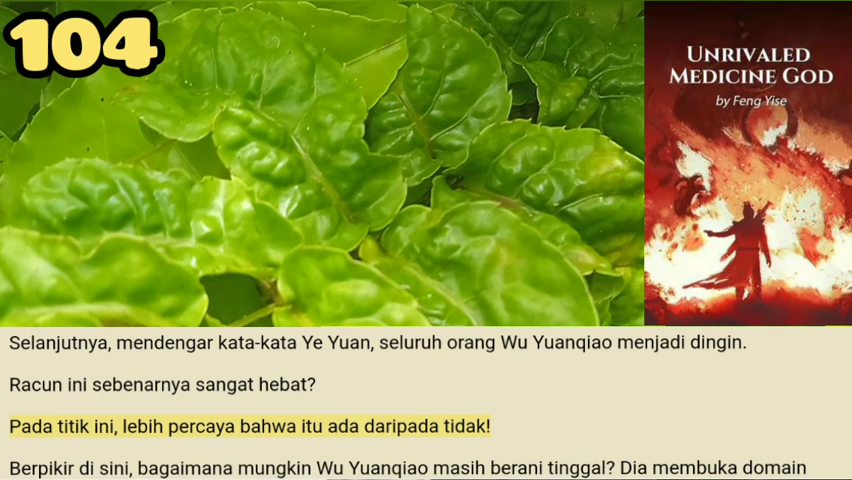 104
UNRIVALED
MEDICINE GOD
by Feng Yise
Selanjutnya, mendengar kata-kata Ye Yuan, seluruh orang Wu Yuanqiao menjadi dingin.
Racun ini sebenarnya sangat hebat?
Pada titik ini, lebih percaya bahwa itu ada daripada tidak!
Berpikir di sini, bagaimana mungkin Wu Yuanqiao masih berani tinggal? Dia membuka domain